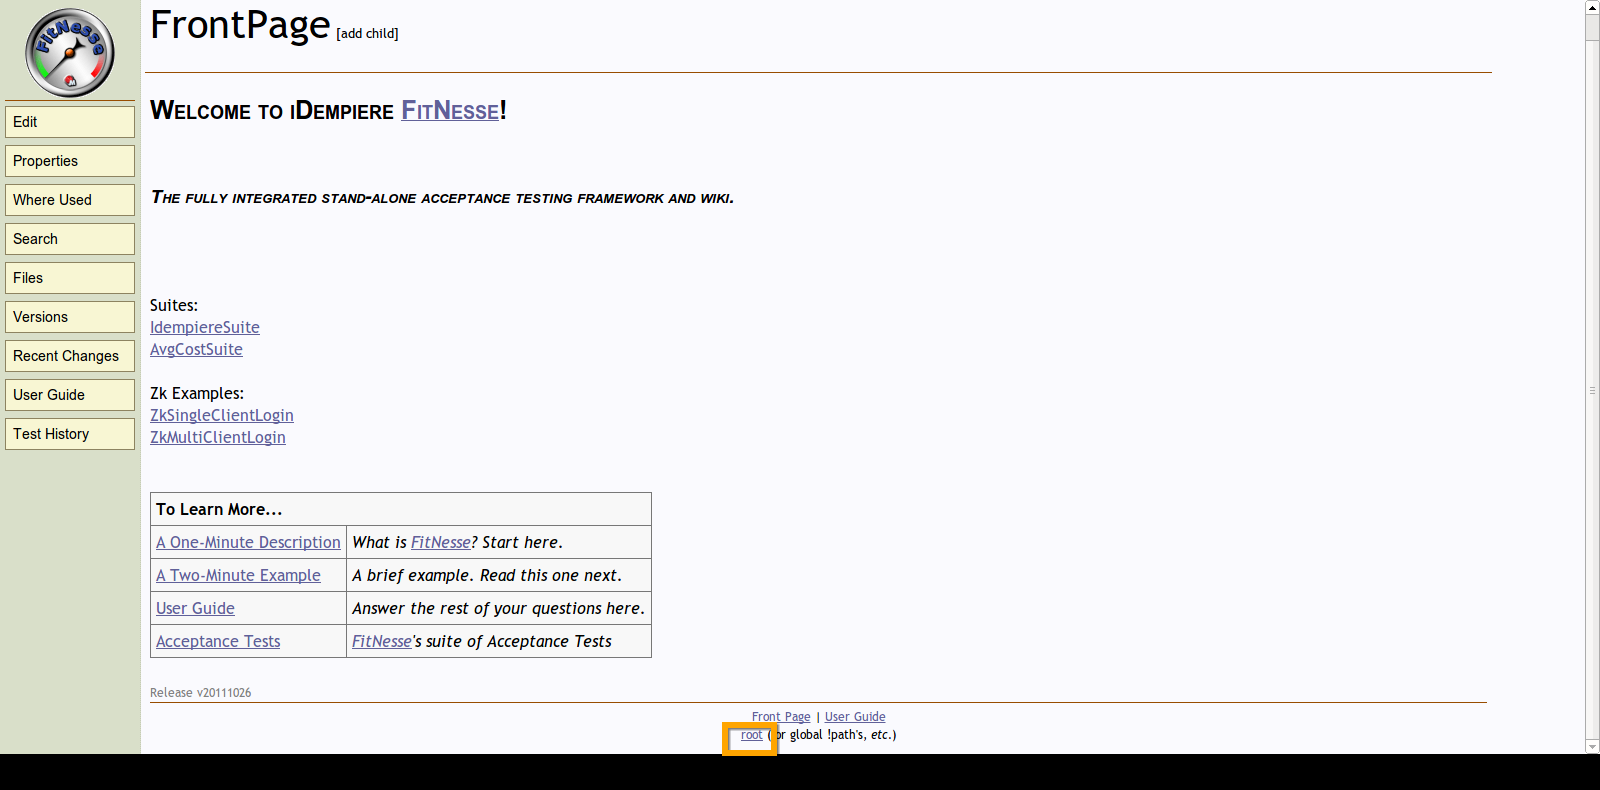 FitNesse
FrontPage [add child]
Edit
Properties
Where Used
Search
Files
Versions
Recent Changes
User Guide
Test History
Welcome to iDempiere FitNesse!
The fully integrated stand-alone acceptance testing framework and wiki.
Suites:
IdempiereSuite
AvgCostSuite
Zk Examples:
ZkSingleClientLogin
ZkMultiClientLogin
To Learn More...
A One-Minute Description What is FitNesse? Start here.
A Two-Minute Example A brief example. Read this one next.
User Guide Answer the rest of your questions here.
Acceptance Tests FitNesse's suite of Acceptance Tests
Release v20111026
Front Page | User Guide
root (or global !path's, etc.)